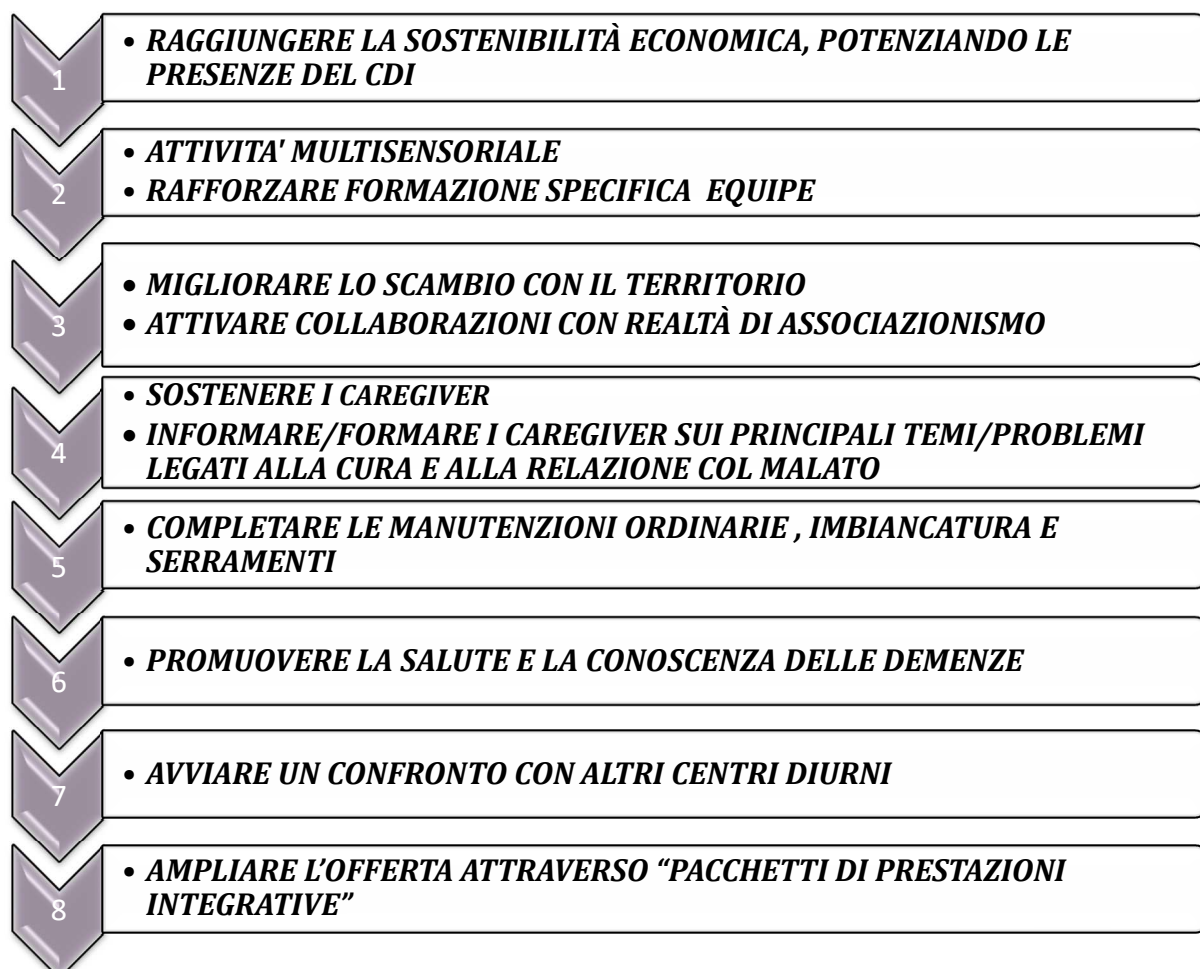 1
• RAGGIUNGERE LA SOSTENIBILITÀ ECONOMICA, POTENZIANDO LE
PRESENZE DEL CDI
2
• ATTIVITA' MULTISENSORIALE
• RAFFORZARE FORMAZIONE SPECIFICA EQUIPE
3
• MIGLIORARE LO SCAMBIO CON IL TERRITORIO
• ATTIVARE COLLABORAZIONI CON REALTÀ DI ASSOCIAZIONISMO
4
• SOSTENERE I CAREGIVER
• INFORMARE/FORMARE I CAREGIVER SUI PRINCIPALI TEMI/PROBLEMI
LEGATI ALLA CURA E ALLA RELAZIONE COL MALATO
5
• COMPLETARE LE MANUTENZIONI ORDINARIE , IMBIANCATURA E
SERRAMENTI
6
• PROMUOVERE LA SALUTE E LA CONOSCENZA DELLE DEMENZE
7
• AVVIARE UN CONFRONTO CON ALTRI CENTRI DIURNI
8
• AMPLIARE L’OFFERTA ATTRAVERSO “PACCHETTI DI PRESTAZIONI
INTEGRATIVE”